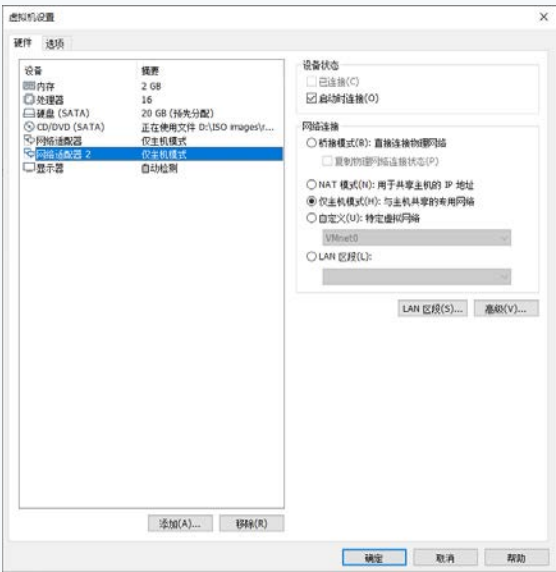 虚拟机设置
硬件 选项
设备 摘要
内存 2 GB
处理器 16
硬盘 (SATA) 20 GB (预先分配)
CD/DVD (SATA) 正在使用文件 D:\ISO images\r...
网络适配器 仅主机模式
网络适配器 2 仅主机模式
显示器 自动检测
添加(A)... 移除(R)
设备状态
已连接(C)
启动时连接(O)
网络连接
桥接模式(B): 直接连接物理网络
复制物理网络连接状态(P)
NAT 模式(N): 用于共享主机的 IP 地址
仅主机模式(H): 与主机共享的专用网络
自定义(U): 特定虚拟网络
VMnet0
LAN 区段(L):
LAN 区段(S)... 高级(V)...
确定 取消 帮助